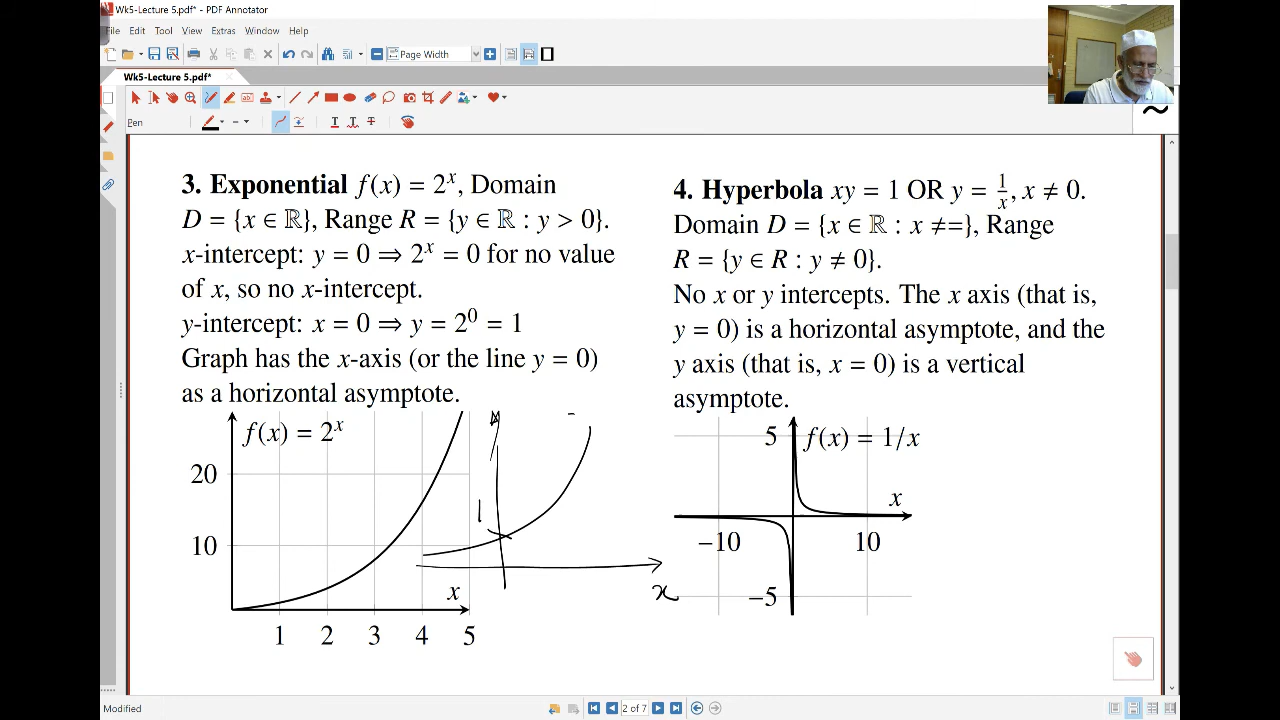 Wk5-Lecture 5.pdf* - PDF Annotator
File Edit Tool View Extras Window Help
Page Width
Wk5-Lecture 5.pdf*
Pen
3. Exponential f(x) = 2ˣ, Domain
D = {x ∈ ℝ}, Range R = {y ∈ ℝ : y > 0}.
x-intercept: y = 0 ⇒ 2ˣ = 0 for no value
of x, so no x-intercept.
y-intercept: x = 0 ⇒ y = 2⁰ = 1
Graph has the x-axis (or the line y = 0)
as a horizontal asymptote.
f(x) = 2ˣ
20
10
x
1 2 3 4 5
1
x
4. Hyperbola xy = 1 OR y = 1/x, x ≠ 0.
Domain D = {x ∈ ℝ : x ≠=}, Range
R = {y ∈ R : y ≠ 0}.
No x or y intercepts. The x axis (that is,
y = 0) is a horizontal asymptote, and the
y axis (that is, x = 0) is a vertical
asymptote.
5 f(x) = 1/x
x
−10 10
−5
Modified
2 of 7